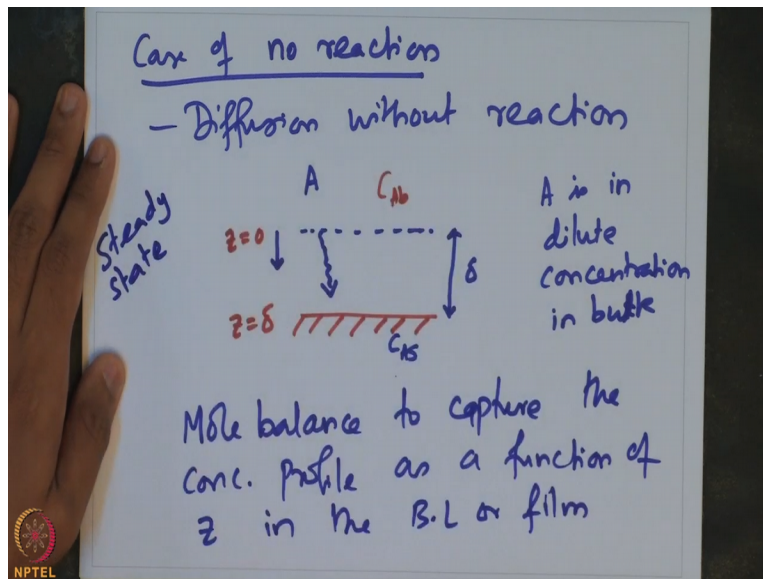 Case of no reaction
- Diffusion without reaction
Steady
state
A
C_Ab
z=0
δ
z=δ
C_AS
A is in
dilute
concentration
in bulk
Mole balance to capture the
conc. profile as a function of
z in the B.L or film
NPTEL